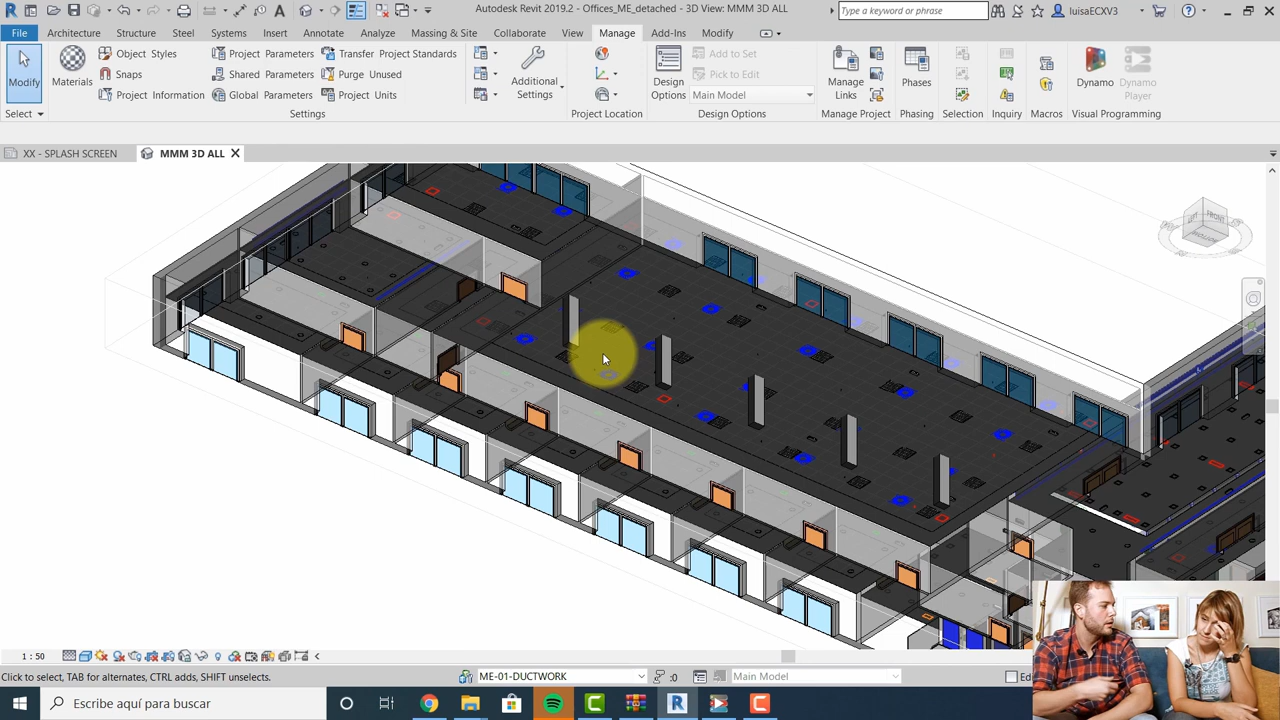 Autodesk Revit 2019.2 - Offices_ME_detached - 3D View: MMM 3D ALL
Type a keyword or phrase
luisaECXV3
File Architecture Structure Steel Systems Insert Annotate Analyze Massing & Site Collaborate View Manage Add-Ins Modify
Modify
Materials
Object Styles
Snaps
Project Information
Project Parameters
Shared Parameters
Global Parameters
Transfer Project Standards
Purge Unused
Project Units
Additional Settings
Design Options
Add to Set
Pick to Edit
Main Model
Manage Links
Phases
Dynamo
Dynamo Player
Select
Settings
Project Location
Design Options
Manage Project
Phasing
Selection
Inquiry
Macros
Visual Programming
XX - SPLASH SCREEN
MMM 3D ALL
FRONT
1 : 50
Click to select, TAB for alternates, CTRL adds, SHIFT unselects.
ME-01-DUCTWORK
:0
Main Model
Escribe aquí para buscar